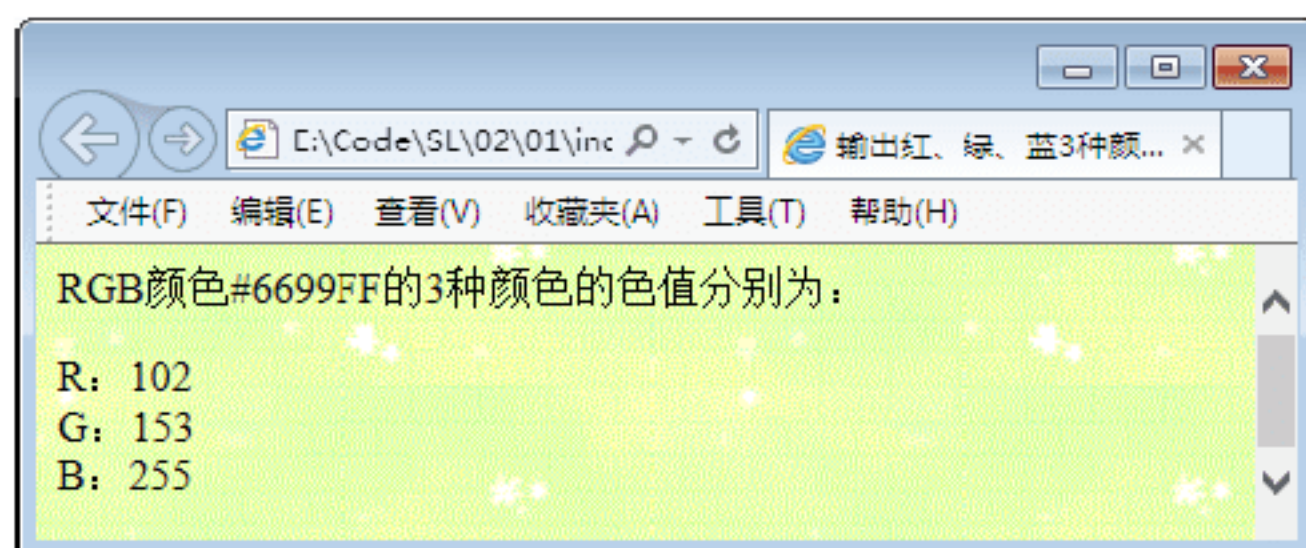 E:\Code\SL\02\01\inc
输出红、绿、蓝3种颜...
文件(F) 编辑(E) 查看(V) 收藏夹(A) 工具(T) 帮助(H)
RGB颜色#6699FF的3种颜色的色值分别为：
R：102
G：153
B：255